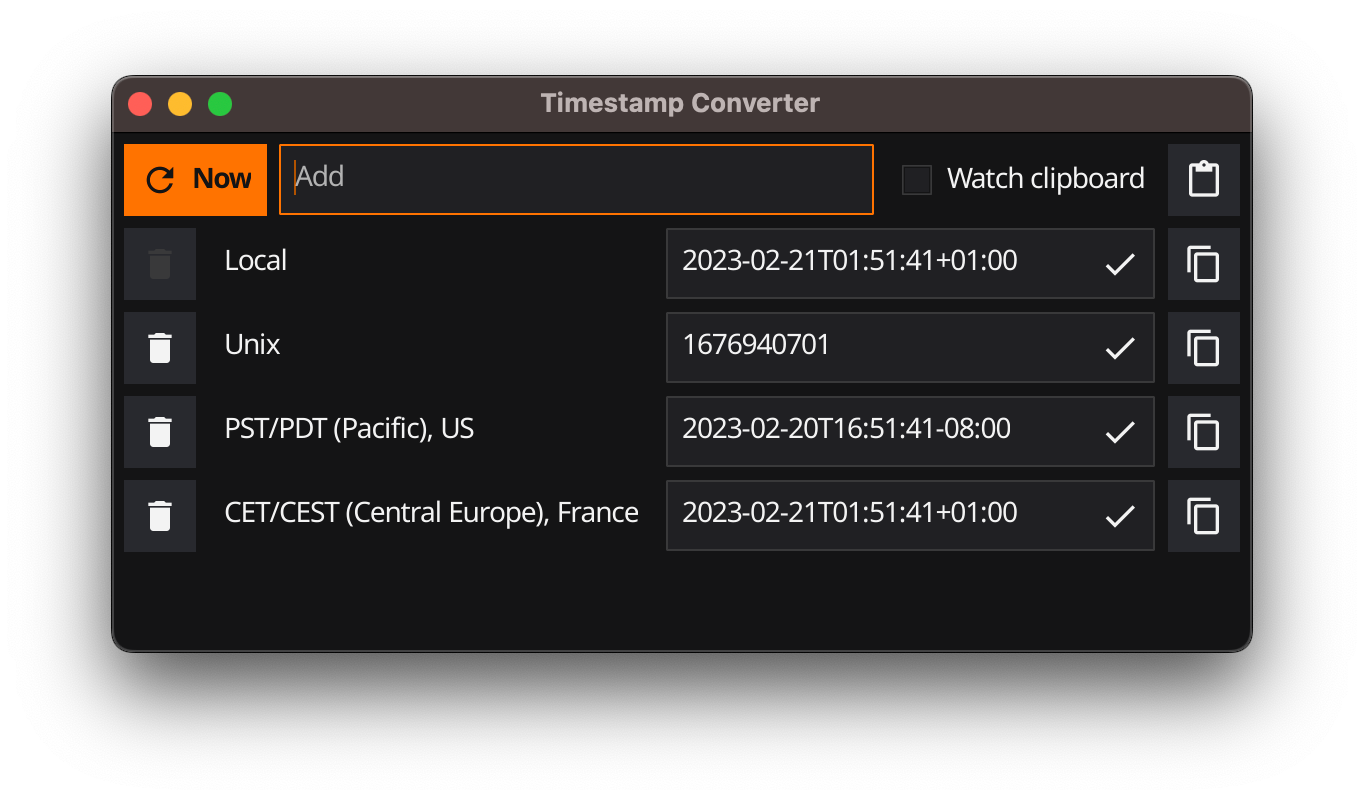 Timestamp Converter
Now Add Watch clipboard
Local 2023-02-21T01:51:41+01:00
Unix 1676940701
PST/PDT (Pacific), US 2023-02-20T16:51:41-08:00
CET/CEST (Central Europe), France 2023-02-21T01:51:41+01:00